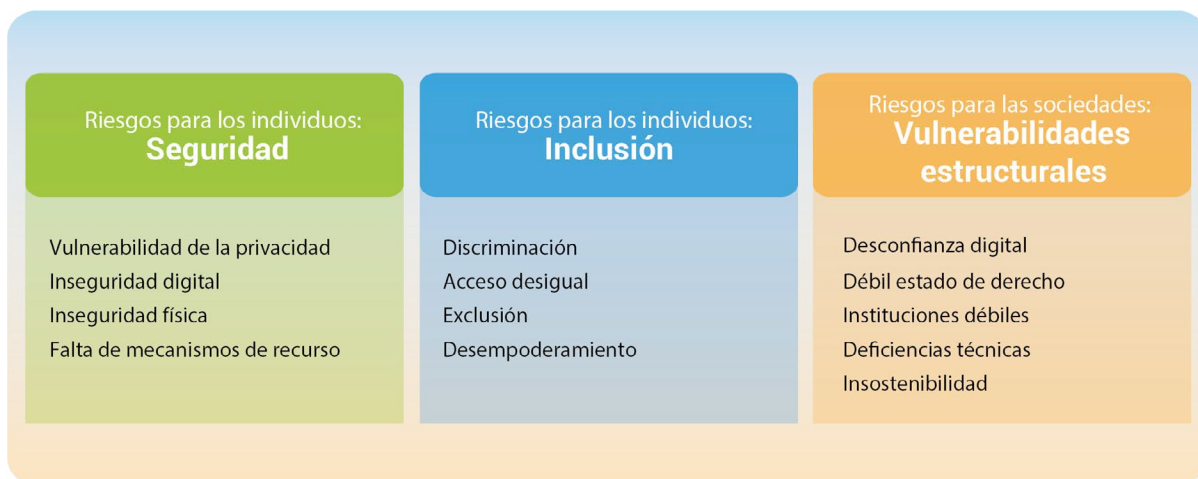 Riesgos para los individuos:
Seguridad
Vulnerabilidad de la privacidad
Inseguridad digital
Inseguridad física
Falta de mecanismos de recurso
Riesgos para los individuos:
Inclusión
Discriminación
Acceso desigual
Exclusión
Desempoderamiento
Riesgos para las sociedades:
Vulnerabilidades
estructurales
Desconfianza digital
Débil estado de derecho
Instituciones débiles
Deficiencias técnicas
Insostenibilidad